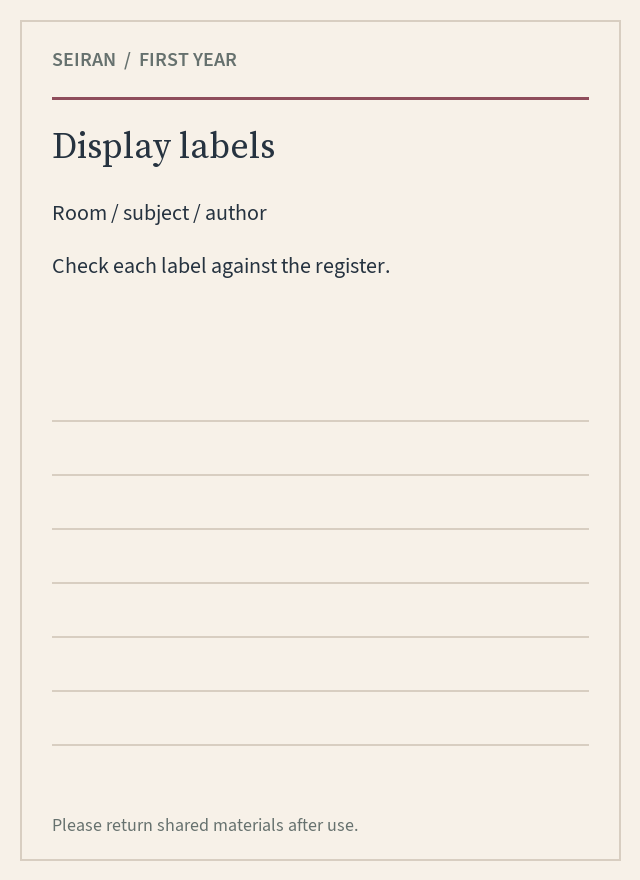 SEIRAN / FIRST YEAR
Display labels
Room / subject / author
Check each label against the register.
Please return shared materials after use.